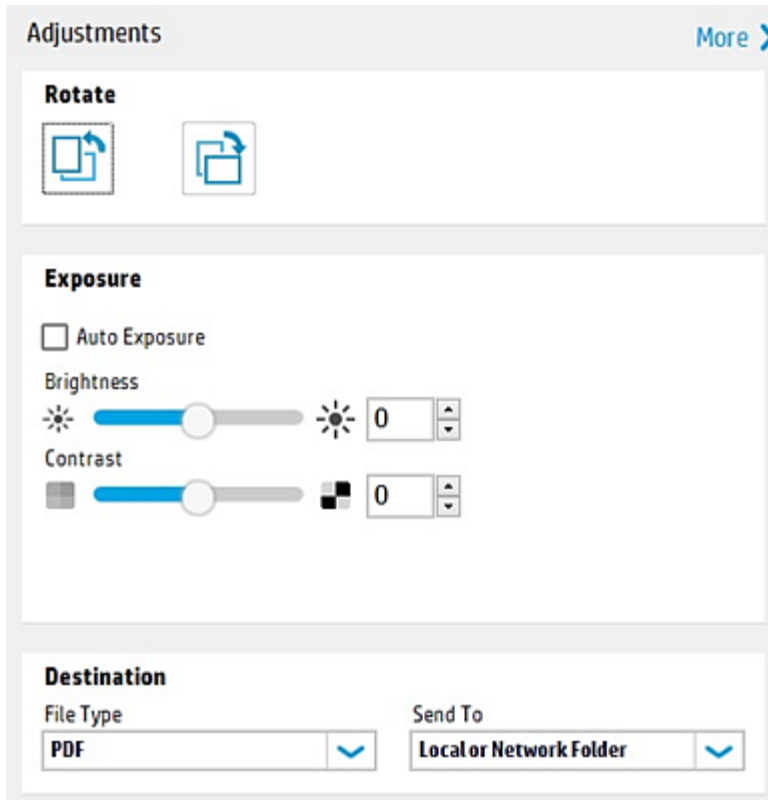 Adjustments
More
Rotate
Exposure
Auto Exposure
Brightness
0
Contrast
0
Destination
File Type Send To
PDF Local or Network Folder